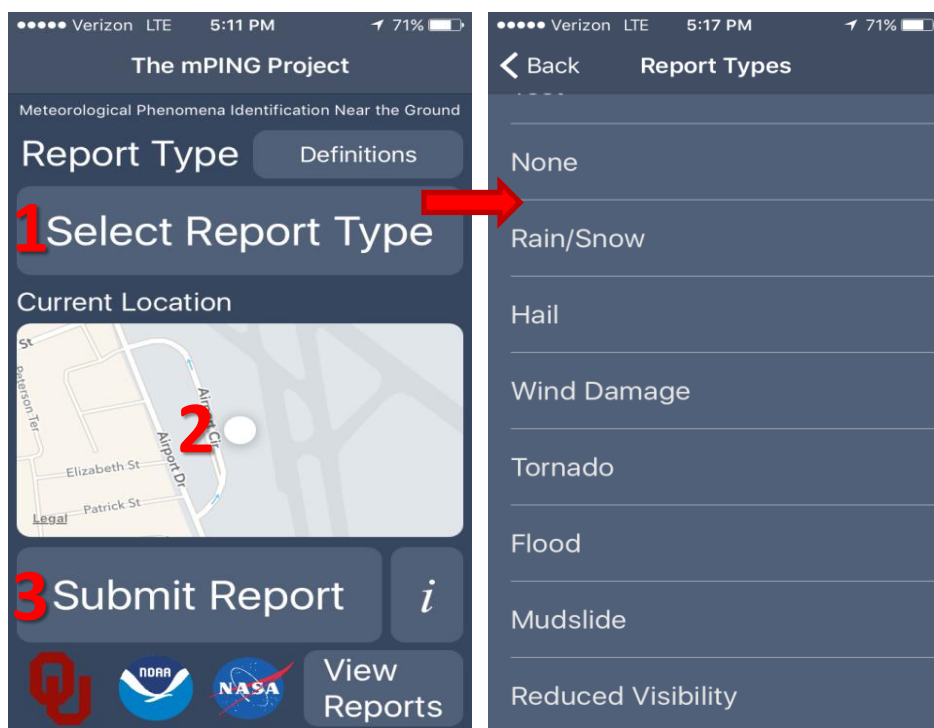 Verizon LTE 5:11 PM 71%
The mPING Project
Meteorological Phenomena Identification Near the Ground
Report Type
Definitions
1 Select Report Type
Current Location
St
Peterson Ter
Airport Cir
2
Airport Dr
Elizabeth St
Patrick St
Legal
3 Submit Report
i
OU
NOAA
NASA
View
Reports
Verizon LTE 5:17 PM 71%
Back
Report Types
None
Rain/Snow
Hail
Wind Damage
Tornado
Flood
Mudslide
Reduced Visibility